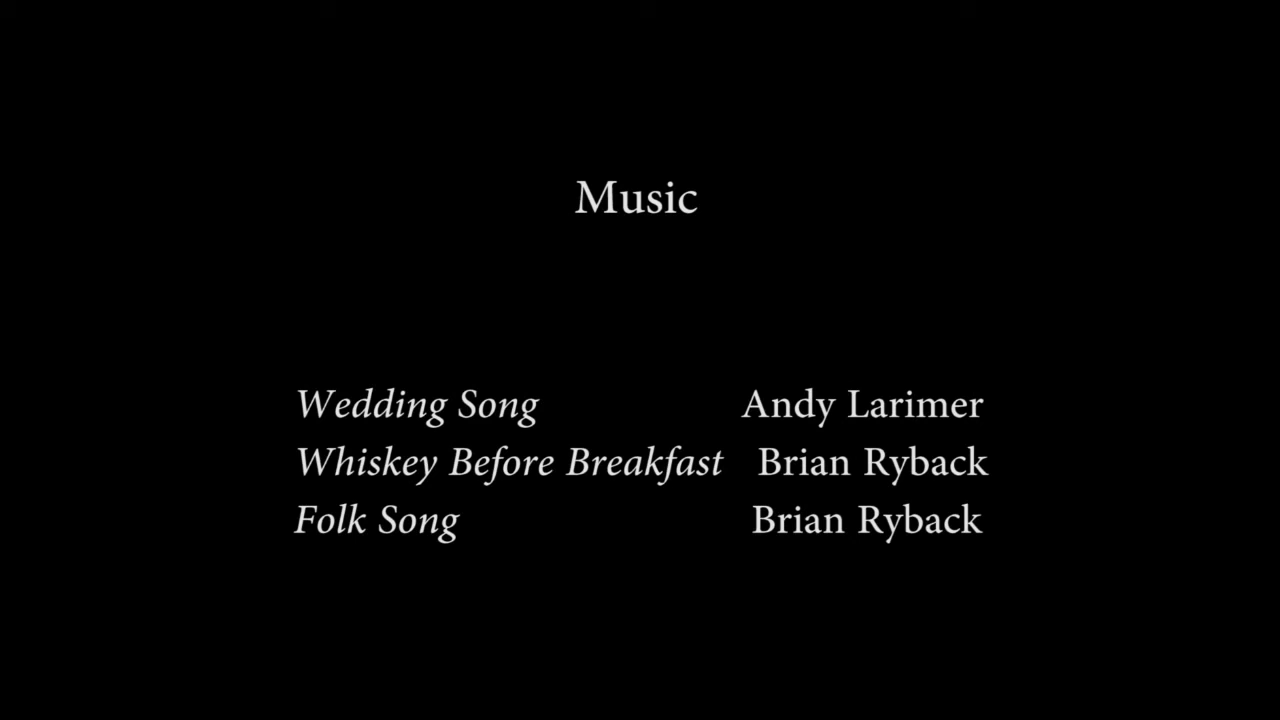 Music
Wedding Song Andy Larimer
Whiskey Before Breakfast Brian Ryback
Folk Song Brian Ryback